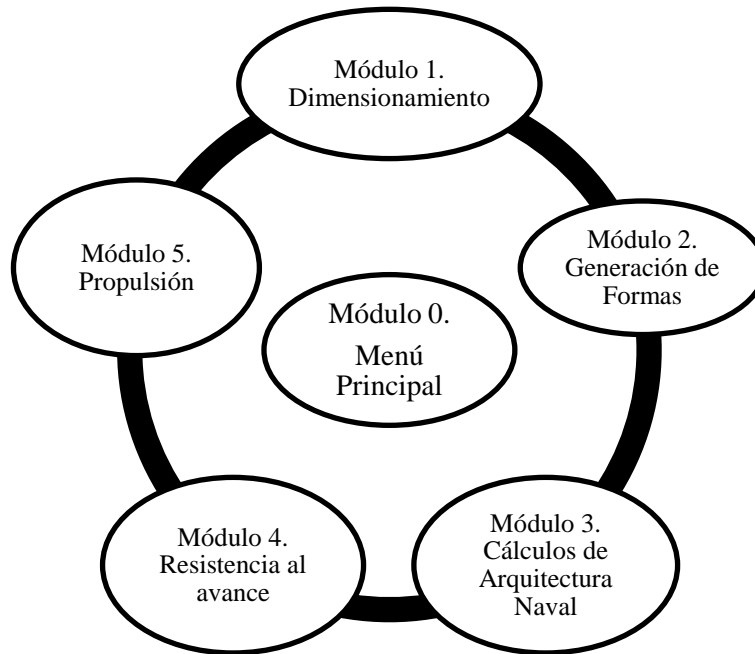 Módulo 1.
Dimensionamiento
Módulo 2.
Generación de
Formas
Módulo 3.
Cálculos de
Arquitectura
Naval
Módulo 4.
Resistencia al
avance
Módulo 5.
Propulsión
Módulo 0.
Menú
Principal